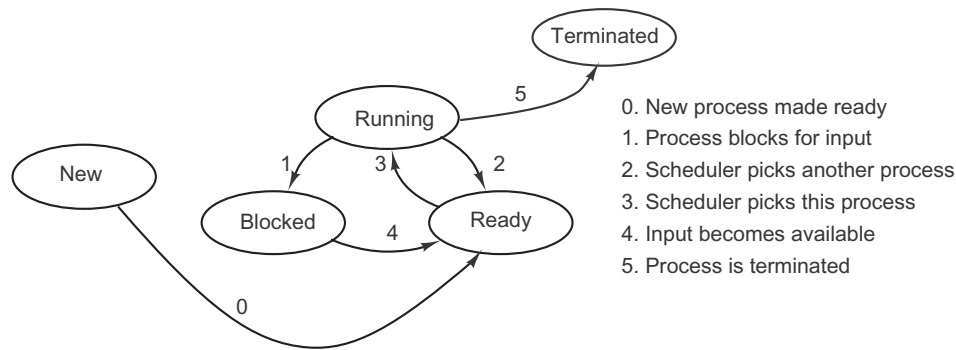 Terminated
5
Running
0. New process made ready
1. Process blocks for input
2. Scheduler picks another process
3. Scheduler picks this process
4. Input becomes available
5. Process is terminated
1
3
2
New
Blocked
Ready
4
0